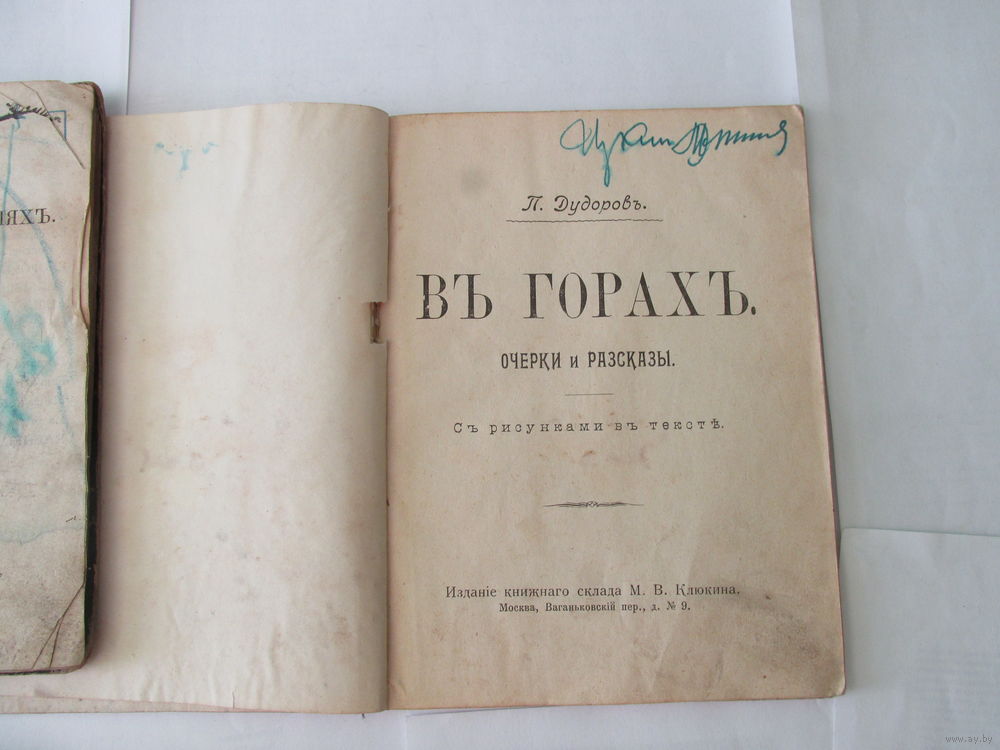 ІЯХЪ.
П. Дудоровъ.
ВЪ ГОРАХЪ.
ОЧЕРКИ и РАЗСКАЗЫ.
Съ рисунками въ текстѣ.
Изданіе книжнаго склада М. В. Клюкина.
Москва, Ваганьковскій пер., д. № 9.
www.ay.by